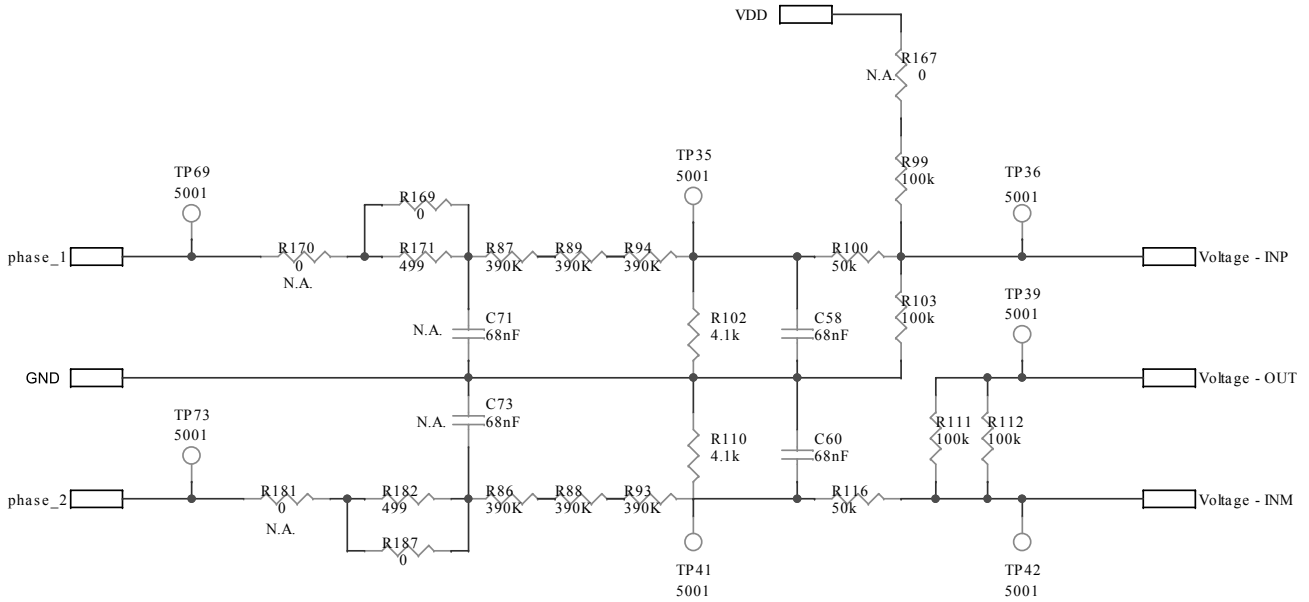 VDD
R167
N.A. 0
R99
100k
TP69
5001
TP35
5001
TP36
5001
R169
0
phase_1
R170
0
N.A.
R171
499
R87
390K
R89
390K
R94
390K
R100
50k
Voltage - INP
C71
N.A.
68nF
R102
4.1k
C58
68nF
R103
100k
TP39
5001
GND
Voltage - OUT
TP73
5001
C73
N.A.
68nF
R110
4.1k
C60
68nF
R111
100k
R112
100k
phase_2
R181
0
N.A.
R182
499
R86
390K
R88
390K
R93
390K
R116
50k
Voltage - INM
R187
0
TP41
5001
TP42
5001